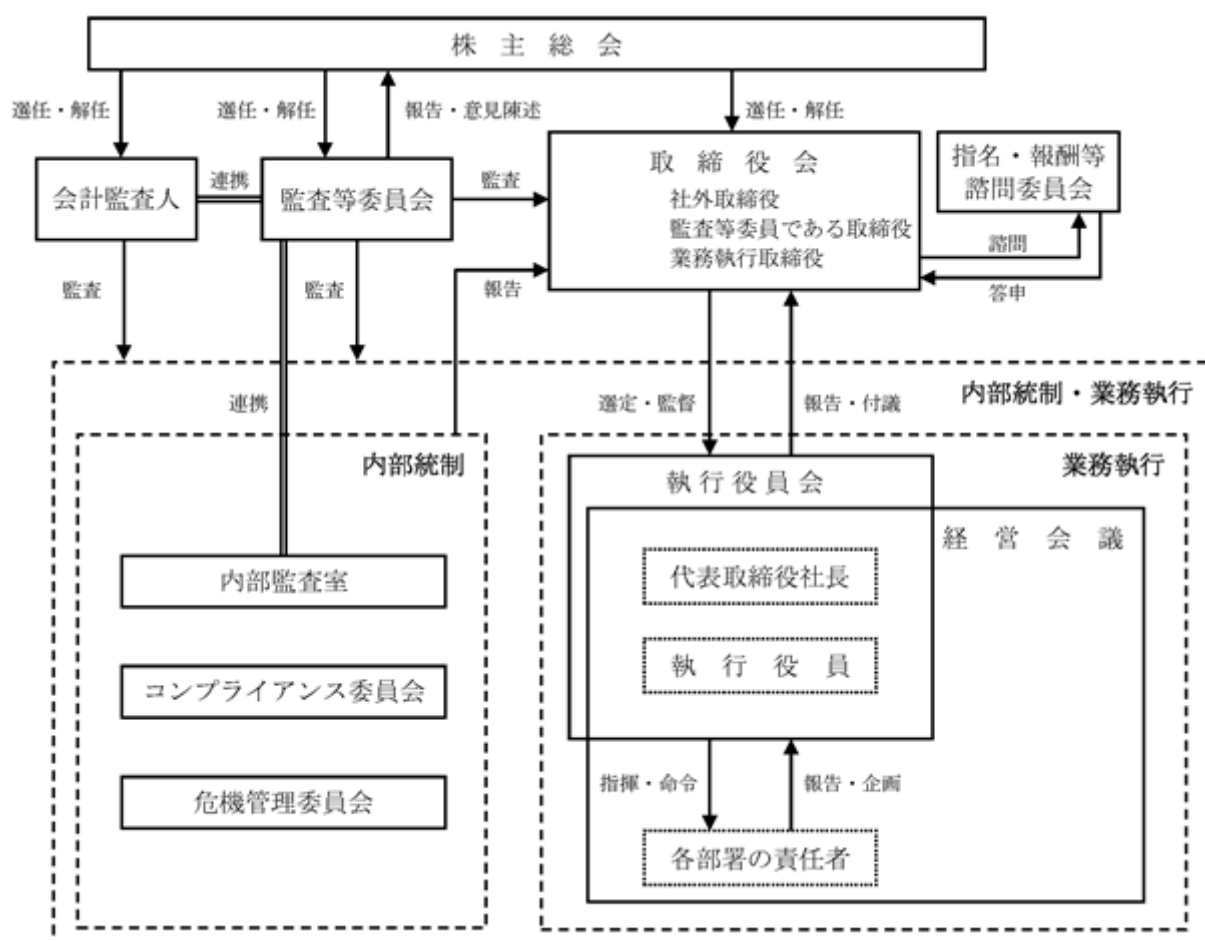 株主総会
選任・解任
選任・解任
報告・意見陳述
選任・解任
会計監査人
連携
監査等委員会
監査
取締役会
社外取締役
監査等委員である取締役
業務執行取締役
指名・報酬等
諮問委員会
諮問
答申
監査
監査
報告
内部統制・業務執行
連携
選定・監督
報告・付議
内部統制
業務執行
執行役員会
経営会議
内部監査室
代表取締役社長
コンプライアンス委員会
執行役員
危機管理委員会
指揮・命令
報告・企画
各部署の責任者